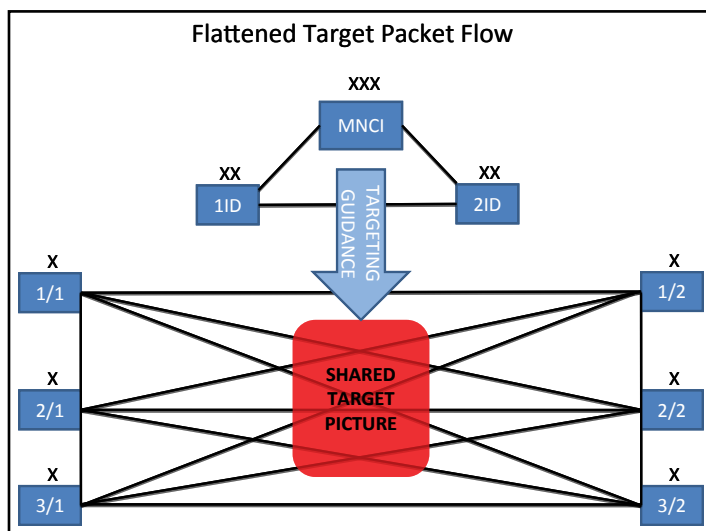 Flattened Target Packet Flow
XXX
MNCI
XX
XX
1ID
2ID
TARGETING
GUIDANCE
X
X
1/1
1/2
SHARED
TARGET
PICTURE
X
X
2/1
2/2
X
X
3/1
3/2